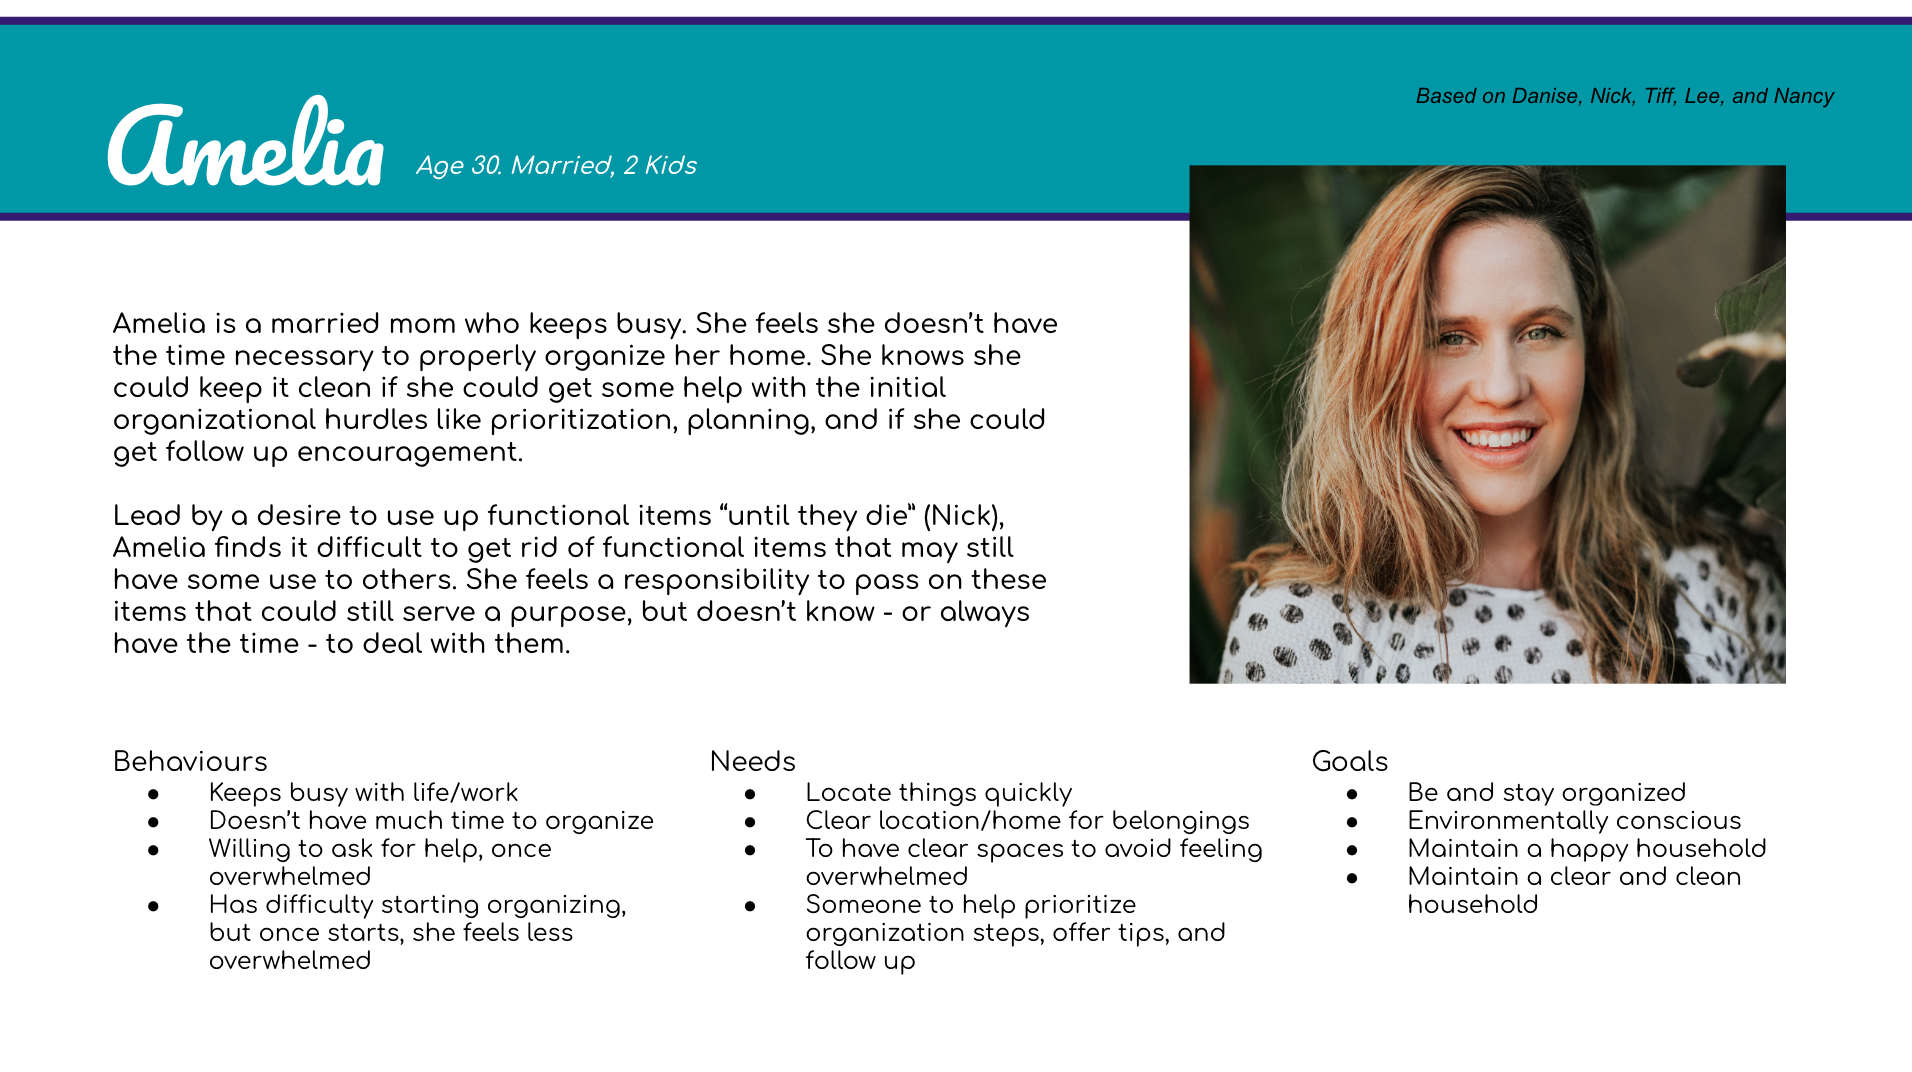 Based on Danise, Nick, Tiff, Lee, and Nancy
Amelia
Age 30. Married, 2 Kids
Amelia is a married mom who keeps busy. She feels she doesn’t have
the time necessary to properly organize her home. She knows she
could keep it clean if she could get some help with the initial
organizational hurdles like prioritization, planning, and if she could
get follow up encouragement.
Lead by a desire to use up functional items “until they die” (Nick),
Amelia finds it difficult to get rid of functional items that may still
have some use to others. She feels a responsibility to pass on these
items that could still serve a purpose, but doesn’t know - or always
have the time - to deal with them.
Behaviours
● Keeps busy with life/work
● Doesn’t have much time to organize
● Willing to ask for help, once
overwhelmed
● Has difficulty starting organizing,
but once starts, she feels less
overwhelmed
Needs
● Locate things quickly
● Clear location/home for belongings
● To have clear spaces to avoid feeling
overwhelmed
● Someone to help prioritize
organization steps, offer tips, and
follow up
Goals
● Be and stay organized
● Environmentally conscious
● Maintain a happy household
● Maintain a clear and clean
household